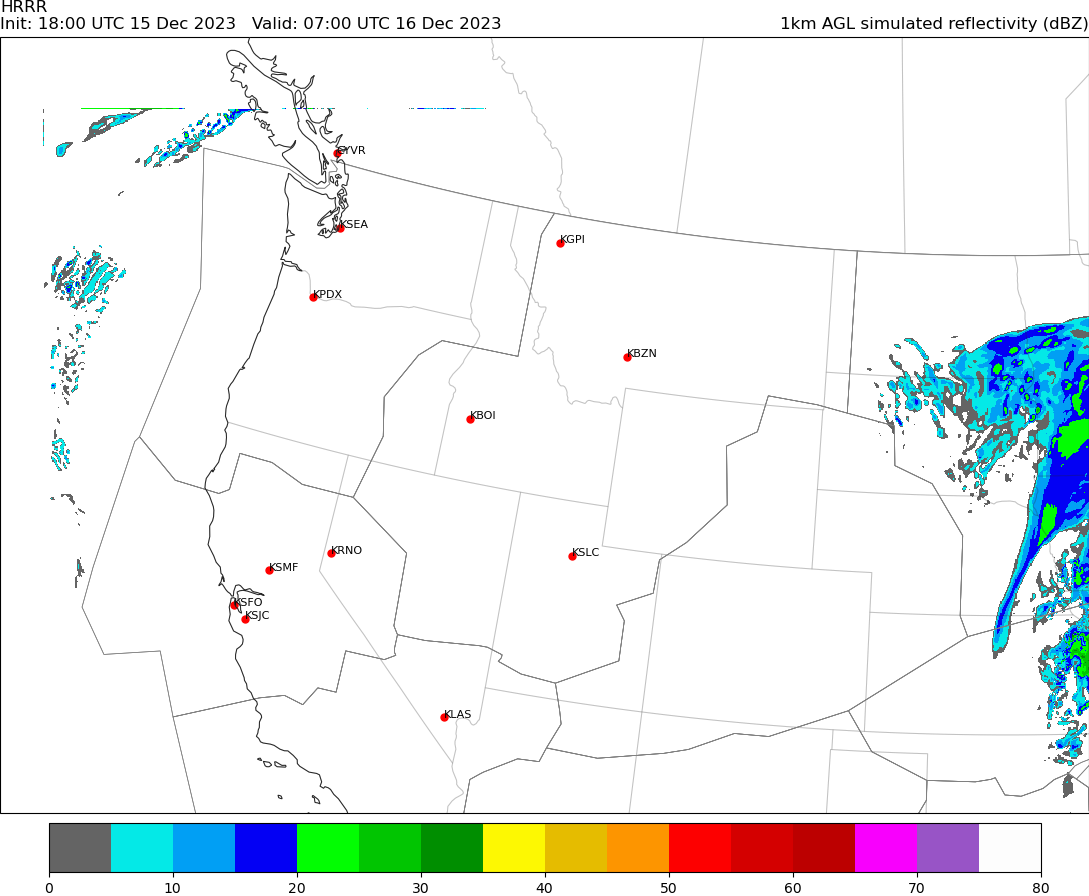 HRRR
Init: 18:00 UTC 15 Dec 2023   Valid: 07:00 UTC 16 Dec 2023   1km AGL simulated reflectivity (dBZ)
CYVR
KSEA
KGPI
KPDX
KBZN
KBOI
KRNO
KSLC
KSMF
KSFO
KSJC
KLAS
0 10 20 30 40 50 60 70 80